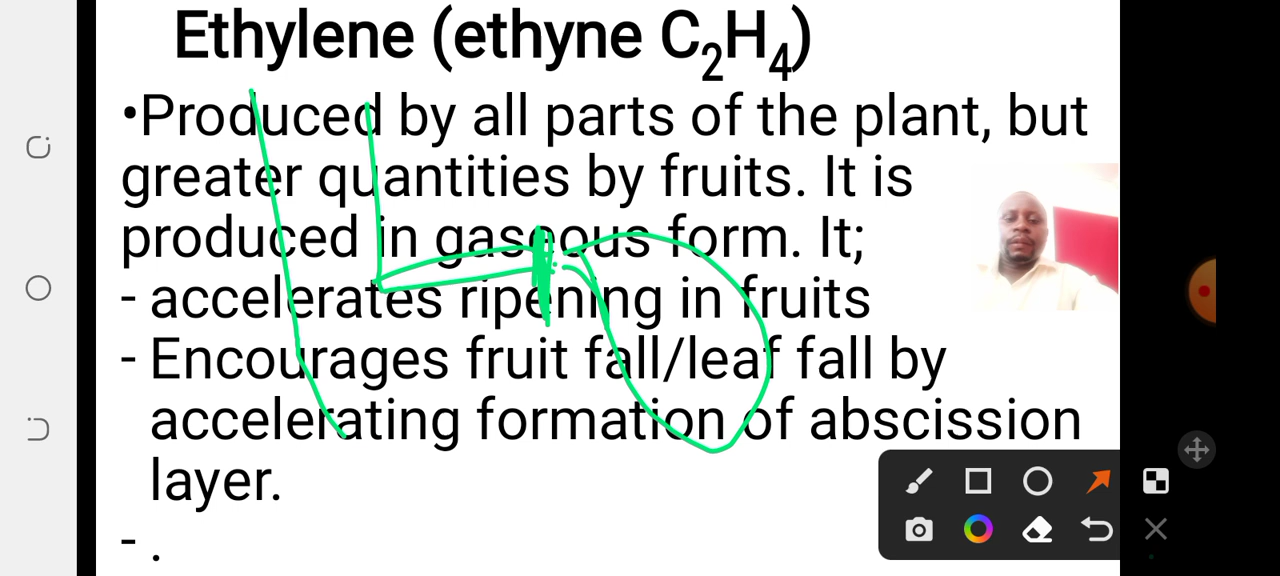 Ethylene (ethyne C₂H₄)
•Produced by all parts of the plant, but
greater quantities by fruits. It is
produced in gaseous form. It;
- accelerates ripening in fruits
- Encourages fruit fall/leaf fall by
accelerating formation of abscission
layer.
- .